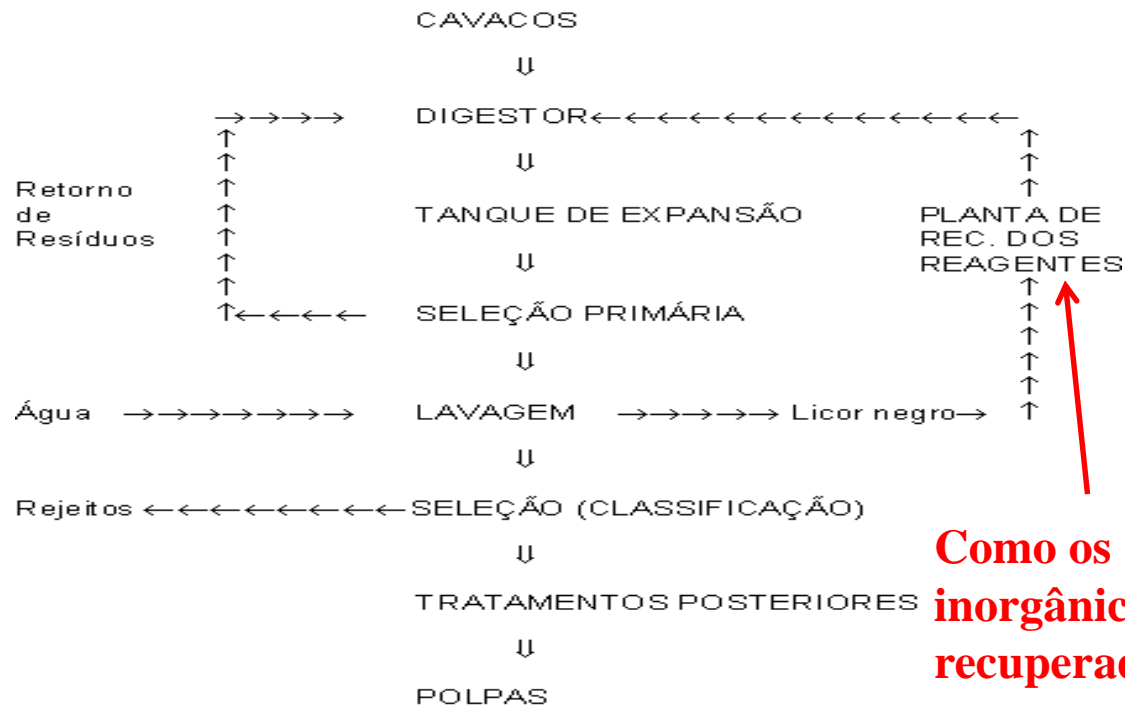 CAVACOS
⇓
→→→→ DIGESTOR←←←←←←←←←←←←←
⇓
Retorno
de
Resíduos
TANQUE DE EXPANSÃO
PLANTA DE
REC. DOS
REAGENTES
⇓
←←←← SELEÇÃO PRIMÁRIA
⇓
Água →→→→→→→ LAVAGEM →→→→→ Licor negro→
⇓
Rejeitos ←←←←←←←←SELEÇÃO (CLASSIFICAÇÃO)
⇓
Como os
TRATAMENTOS POSTERIORES
⇓
POLPAS